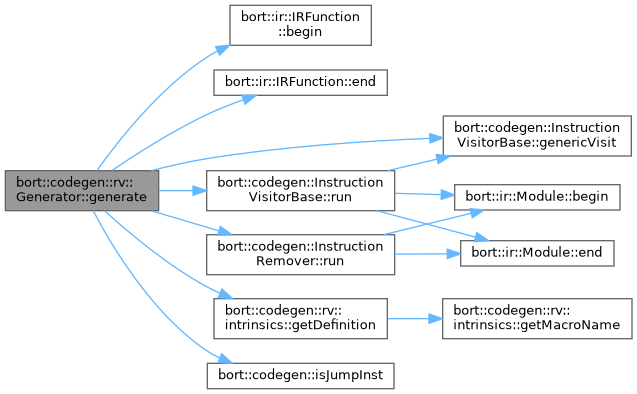 bort::ir::IRFunction
::begin
bort::ir::IRFunction::end
bort::codegen::Instruction
VisitorBase::genericVisit
bort::codegen::rv::
Generator::generate
bort::codegen::Instruction
VisitorBase::run
bort::ir::Module::begin
bort::codegen::Instruction
Remover::run
bort::ir::Module::end
bort::codegen::rv::
intrinsics::getDefinition
bort::codegen::rv::
intrinsics::getMacroName
bort::codegen::isJumpInst